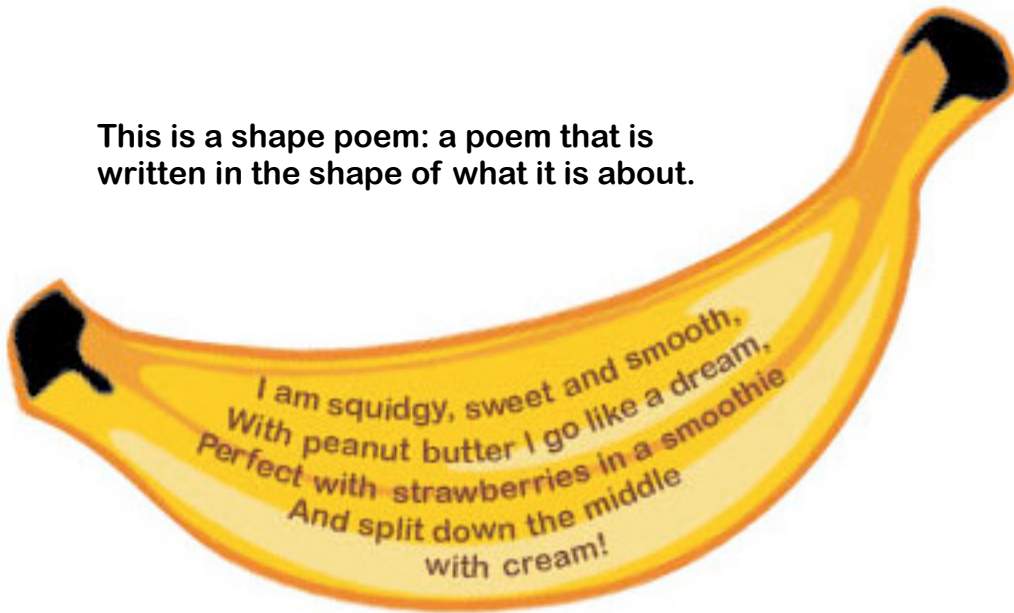 This is a shape poem: a poem that is
written in the shape of what it is about.
I am squidgy, sweet and smooth,
With peanut butter I go like a dream,
Perfect with strawberries in a smoothie
And split down the middle
with cream!